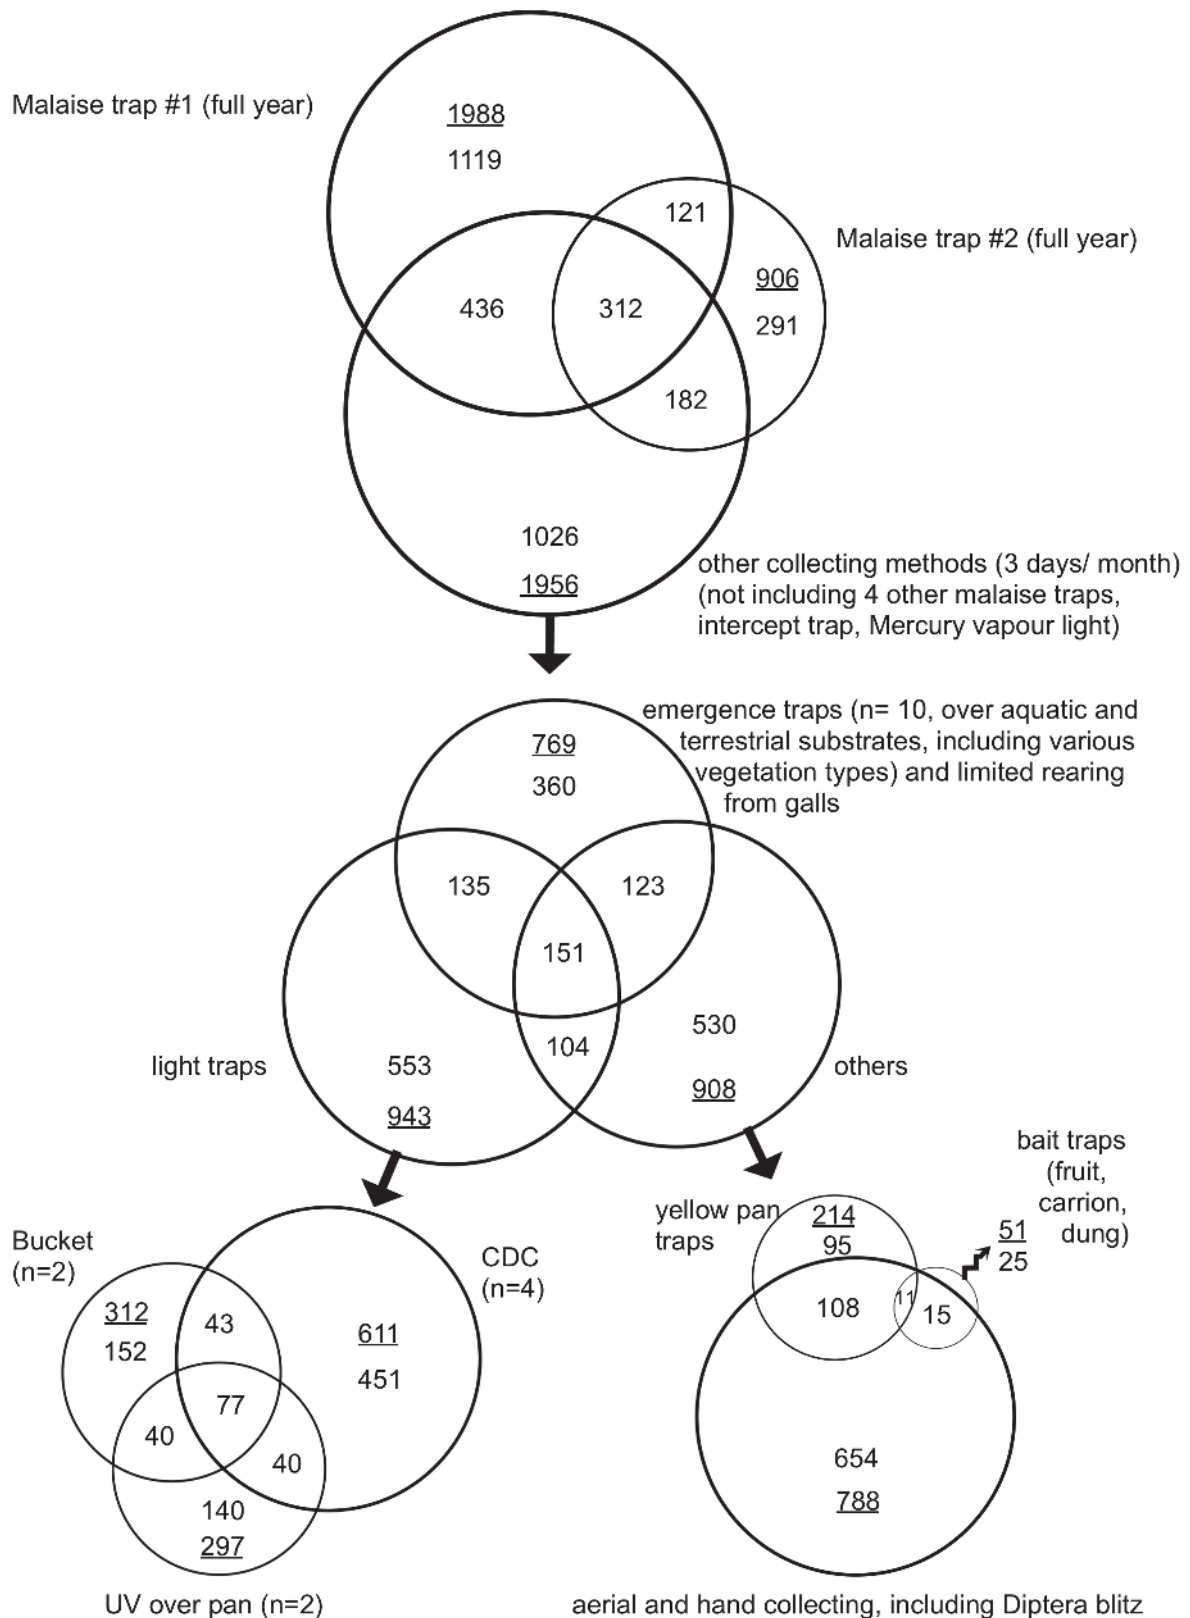 Malaise trap #1 (full year)
1988
1119
121
Malaise trap #2 (full year)
906
291
436
312
182
1026
1956
other collecting methods (3 days/ month)
(not including 4 other malaise traps,
intercept trap, Mercury vapour light)
emergence traps (n= 10, over aquatic and
terrestrial substrates, including various
vegetation types) and limited rearing
from galls
769
360
135
123
151
104
530
908
others
light traps
553
943
Bucket
(n=2)
312
152
43
CDC
(n=4)
611
451
77
40
40
140
297
UV over pan (n=2)
yellow pan
traps
214
95
bait traps
(fruit,
carrion,
dung)
51
25
108
11
15
654
788
aerial and hand collecting, including Diptera blitz